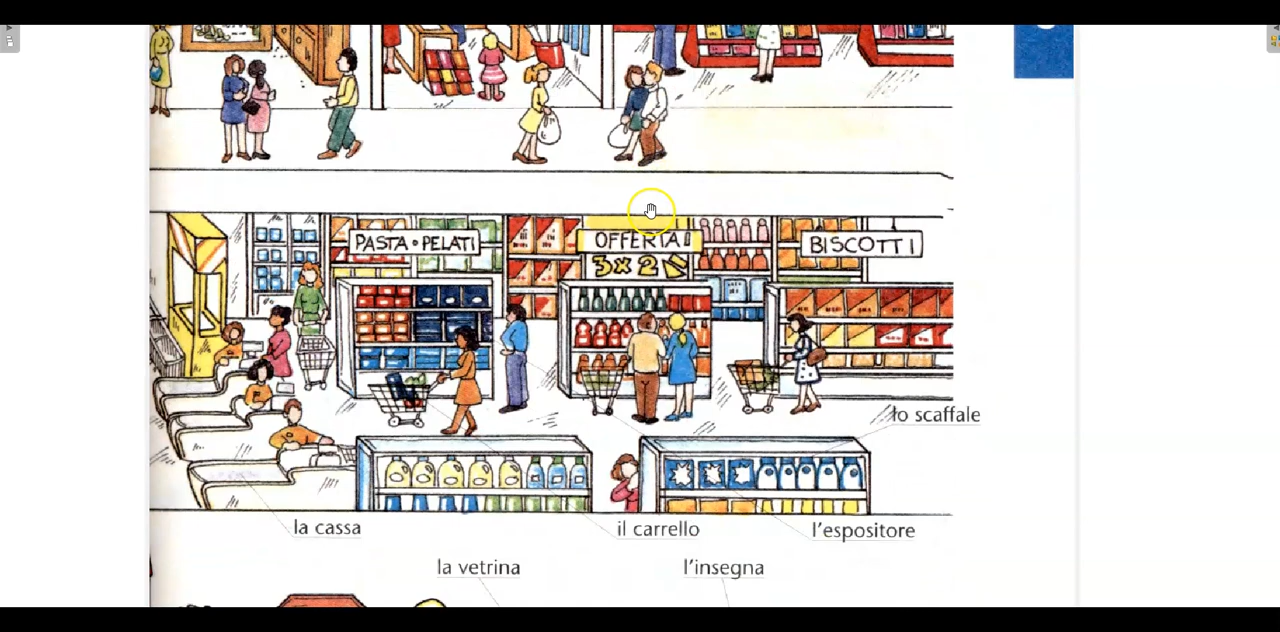 PASTA • PELATI
OFFERTA!
3x2
BISCOTTI
lo scaffale
la cassa
il carrello
l'espositore
la vetrina
l'insegna